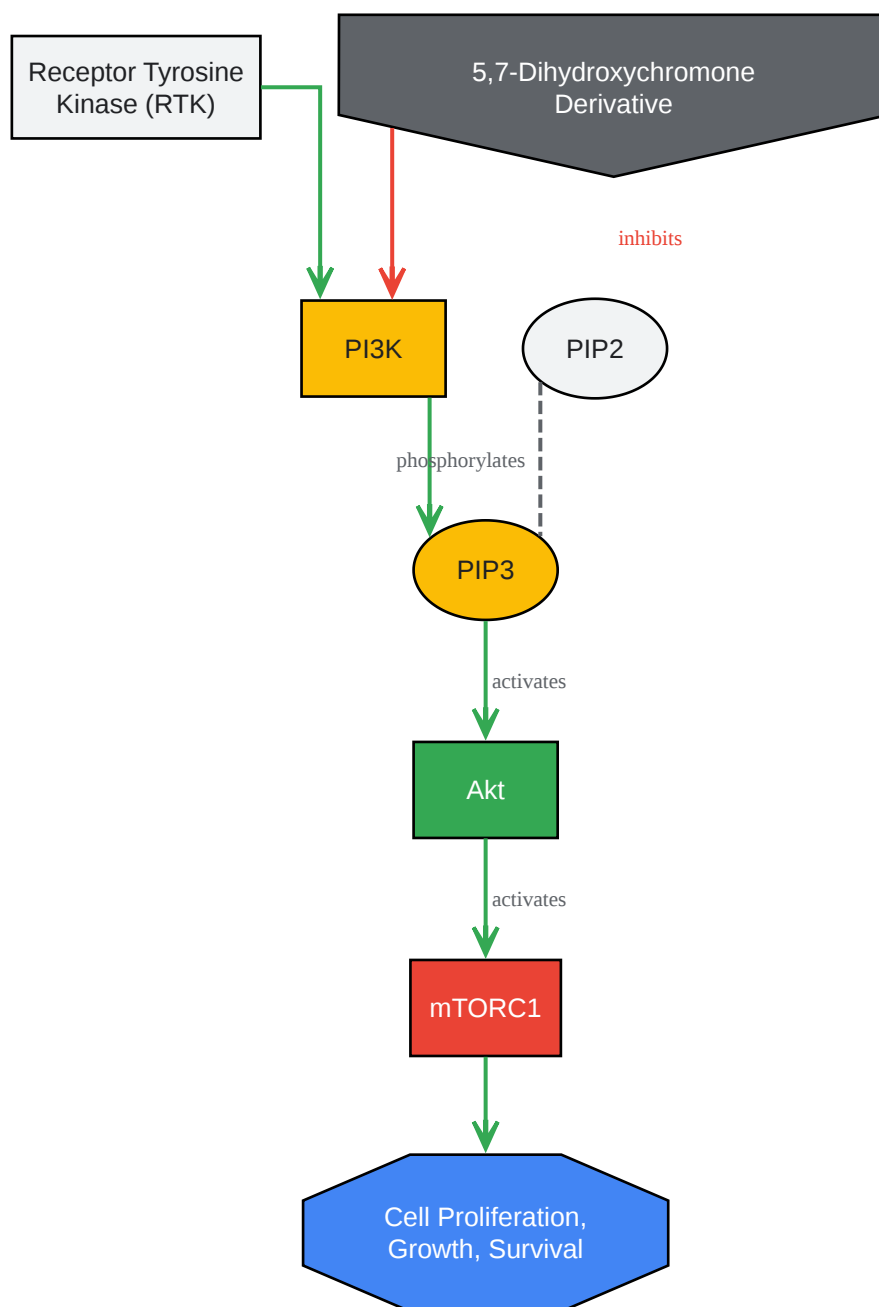 Receptor Tyrosine
Kinase (RTK)
5,7-Dihydroxychromone
Derivative
inhibits
PI3K
PIP2
phosphorylates
PIP3
activates
Akt
activates
mTORC1
Cell Proliferation,
Growth, Survival